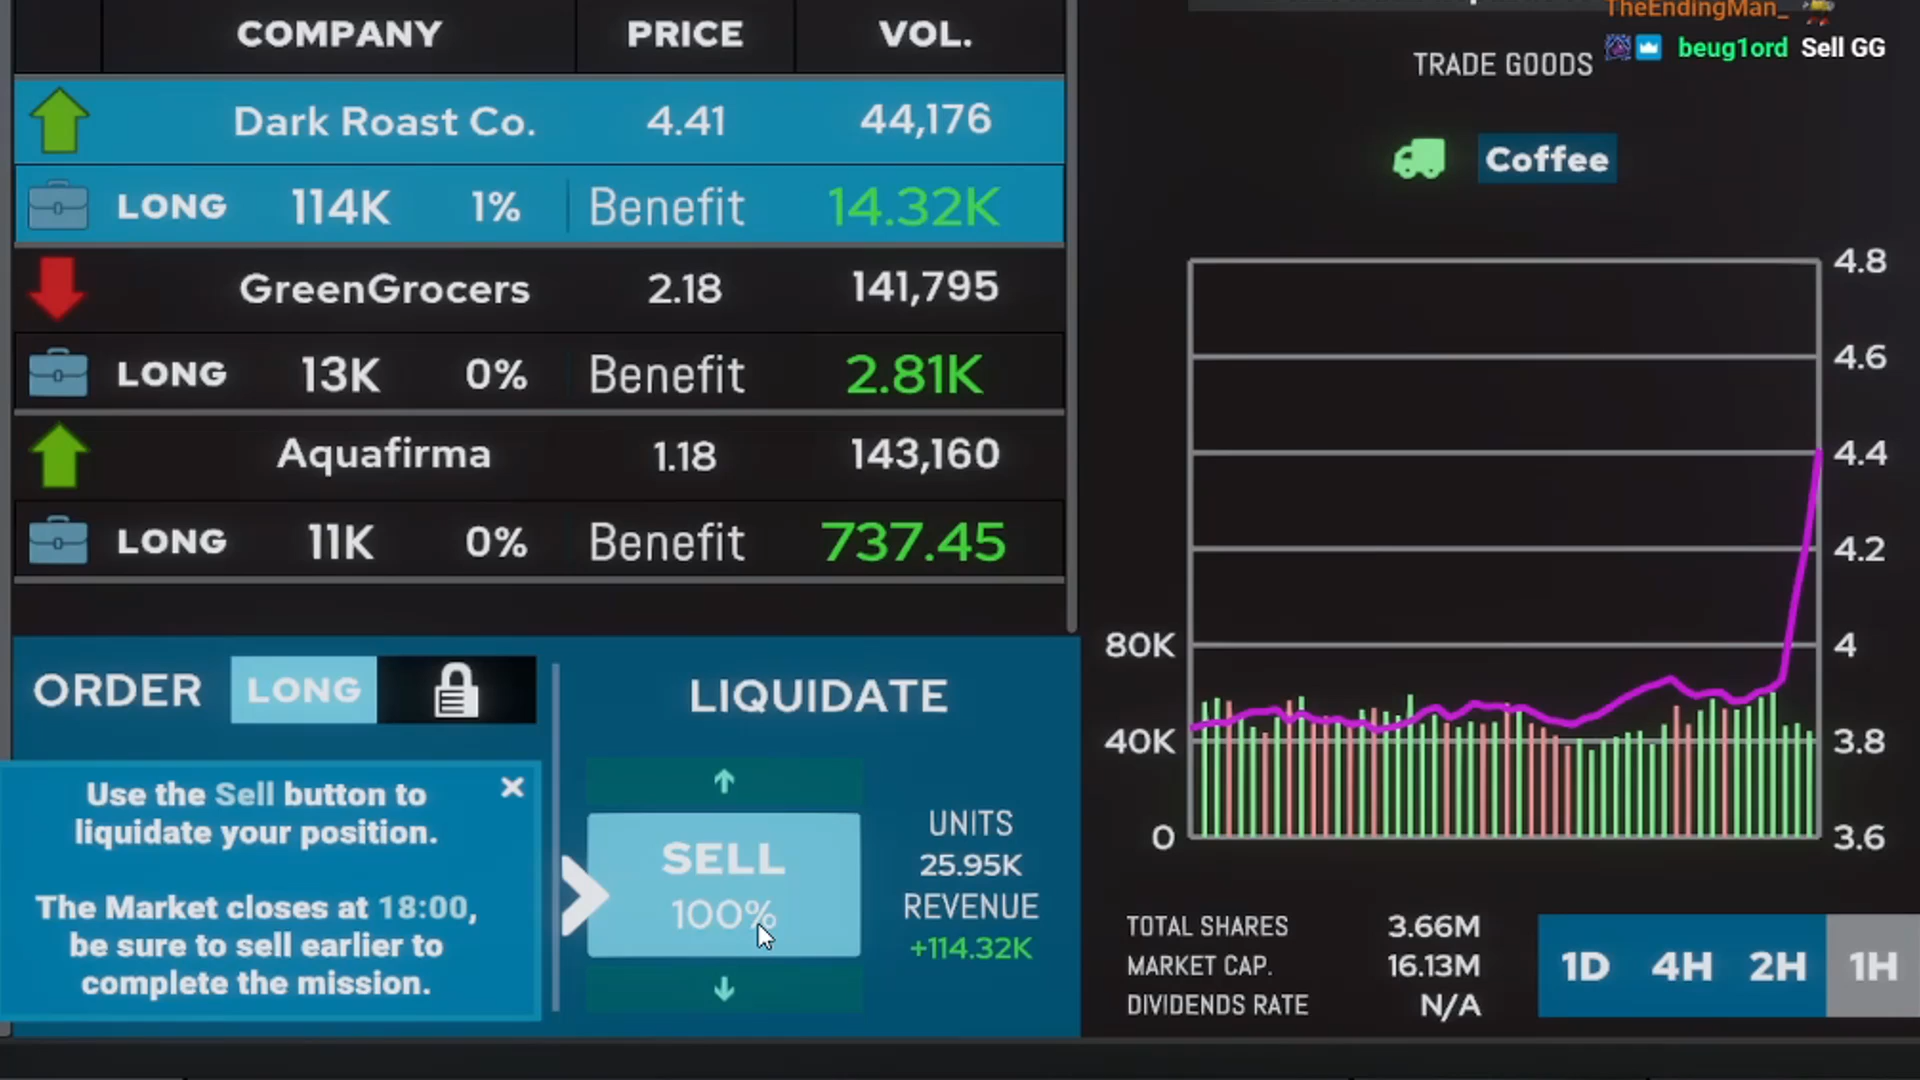 COMPANY PRICE VOL.
Dark Roast Co. 4.41 44,176
LONG 114K 1% Benefit 14.32K
GreenGrocers 2.18 141,795
LONG 13K 0% Benefit 2.81K
Aquafirma 1.18 143,160
LONG 11K 0% Benefit 737.45
ORDER LONG
Use the Sell button to
liquidate your position.
The Market closes at 18:00,
be sure to sell earlier to
complete the mission.
LIQUIDATE
SELL
100%
UNITS
25.95K
REVENUE
+114.32K
TheEndingMan_
beug1ord Sell GG
TRADE GOODS
Coffee
4.8
4.6
4.4
4.2
80K 4
40K 3.8
0 3.6
TOTAL SHARES 3.66M
MARKET CAP. 16.13M
DIVIDENDS RATE N/A
1D 4H 2H 1H